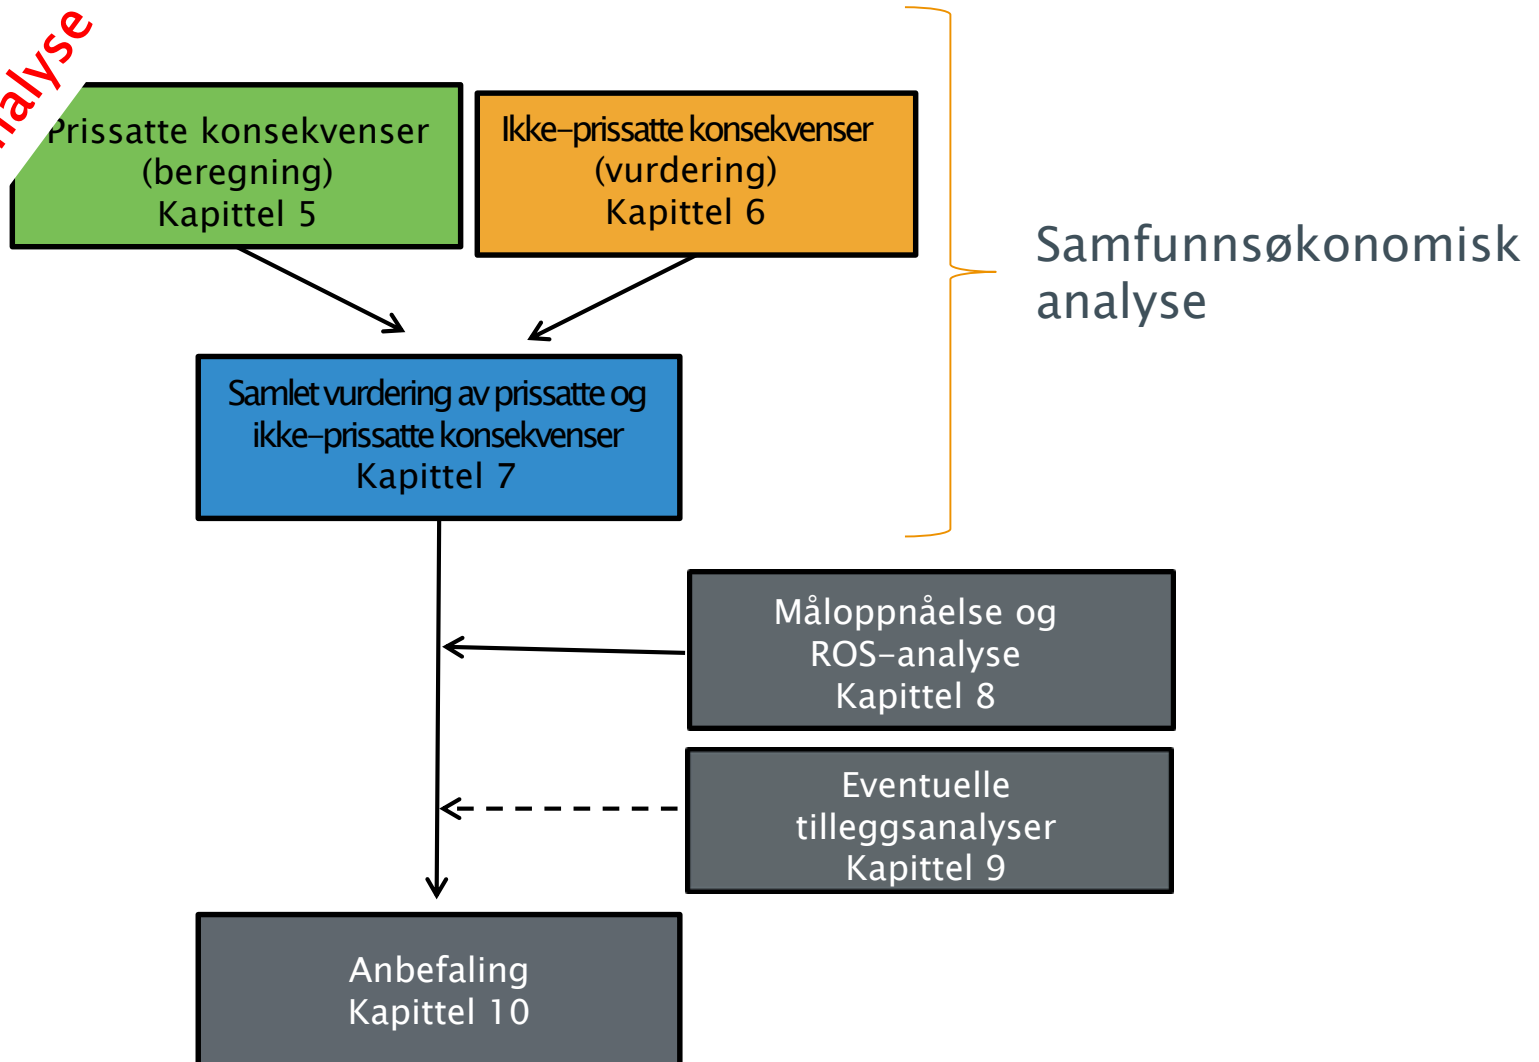 Prissatte konsekvenser
(beregning)
Kapittel 5
Ikke-prissatte konsekvenser
(vurdering)
Kapittel 6
Samfunnsøkonomisk
analyse
Samlet vurdering av prissatte og
ikke-prissatte konsekvenser
Kapittel 7
Måloppnåelse og
ROS-analyse
Kapittel 8
Eventuelle
tilleggsanalyser
Kapittel 9
Anbefaling
Kapittel 10